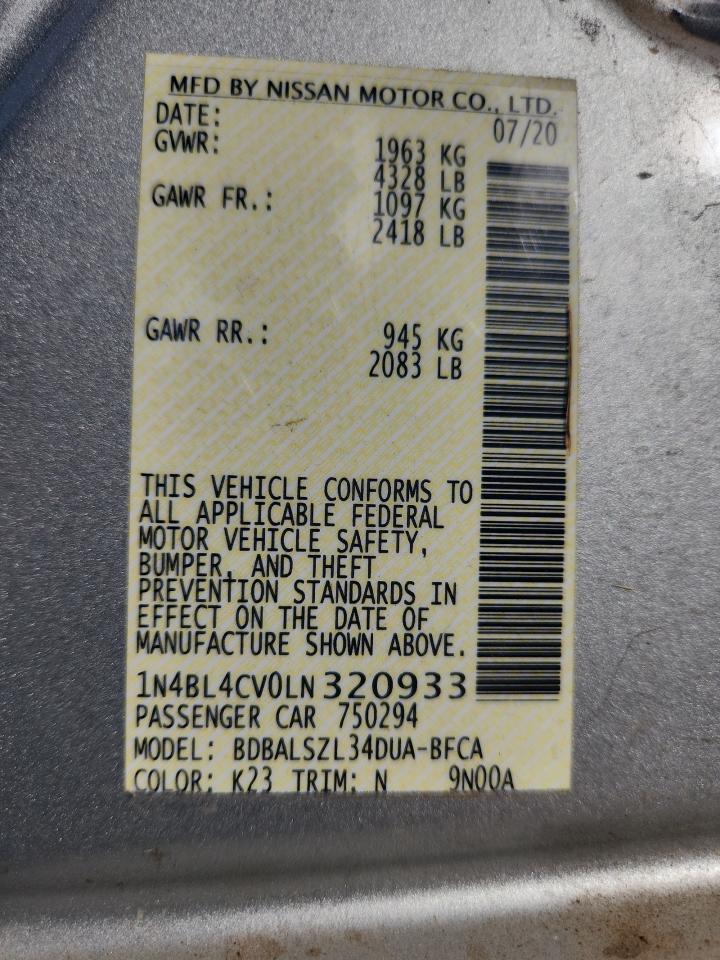 MFD BY NISSAN MOTOR CO., LTD.
DATE: 07/20
GVWR: 1963 KG
4328 LB
GAWR FR.: 1097 KG
2418 LB
GAWR RR.: 945 KG
2083 LB
THIS VEHICLE CONFORMS TO
ALL APPLICABLE FEDERAL
MOTOR VEHICLE SAFETY,
BUMPER, AND THEFT
PREVENTION STANDARDS IN
EFFECT ON THE DATE OF
MANUFACTURE SHOWN ABOVE.
1N4BL4CV0LN320933
PASSENGER CAR 750294
MODEL: BDBALSZL34DUA-BFCA
COLOR: K23 TRIM: N 9N00A